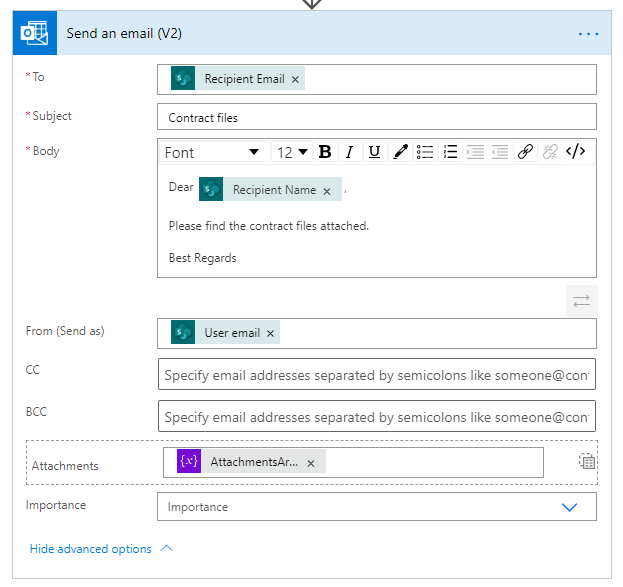 Send an email (V2)
* To
Recipient Email ×
* Subject
Contract files
* Body
Font 12 B I U </>
Dear Recipient Name × ,
Please find the contract files attached.
Best Regards
From (Send as)
User email ×
CC
Specify email addresses separated by semicolons like someone@con
BCC
Specify email addresses separated by semicolons like someone@con
Attachments
{x} AttachmentsAr... ×
Importance
Importance
Hide advanced options